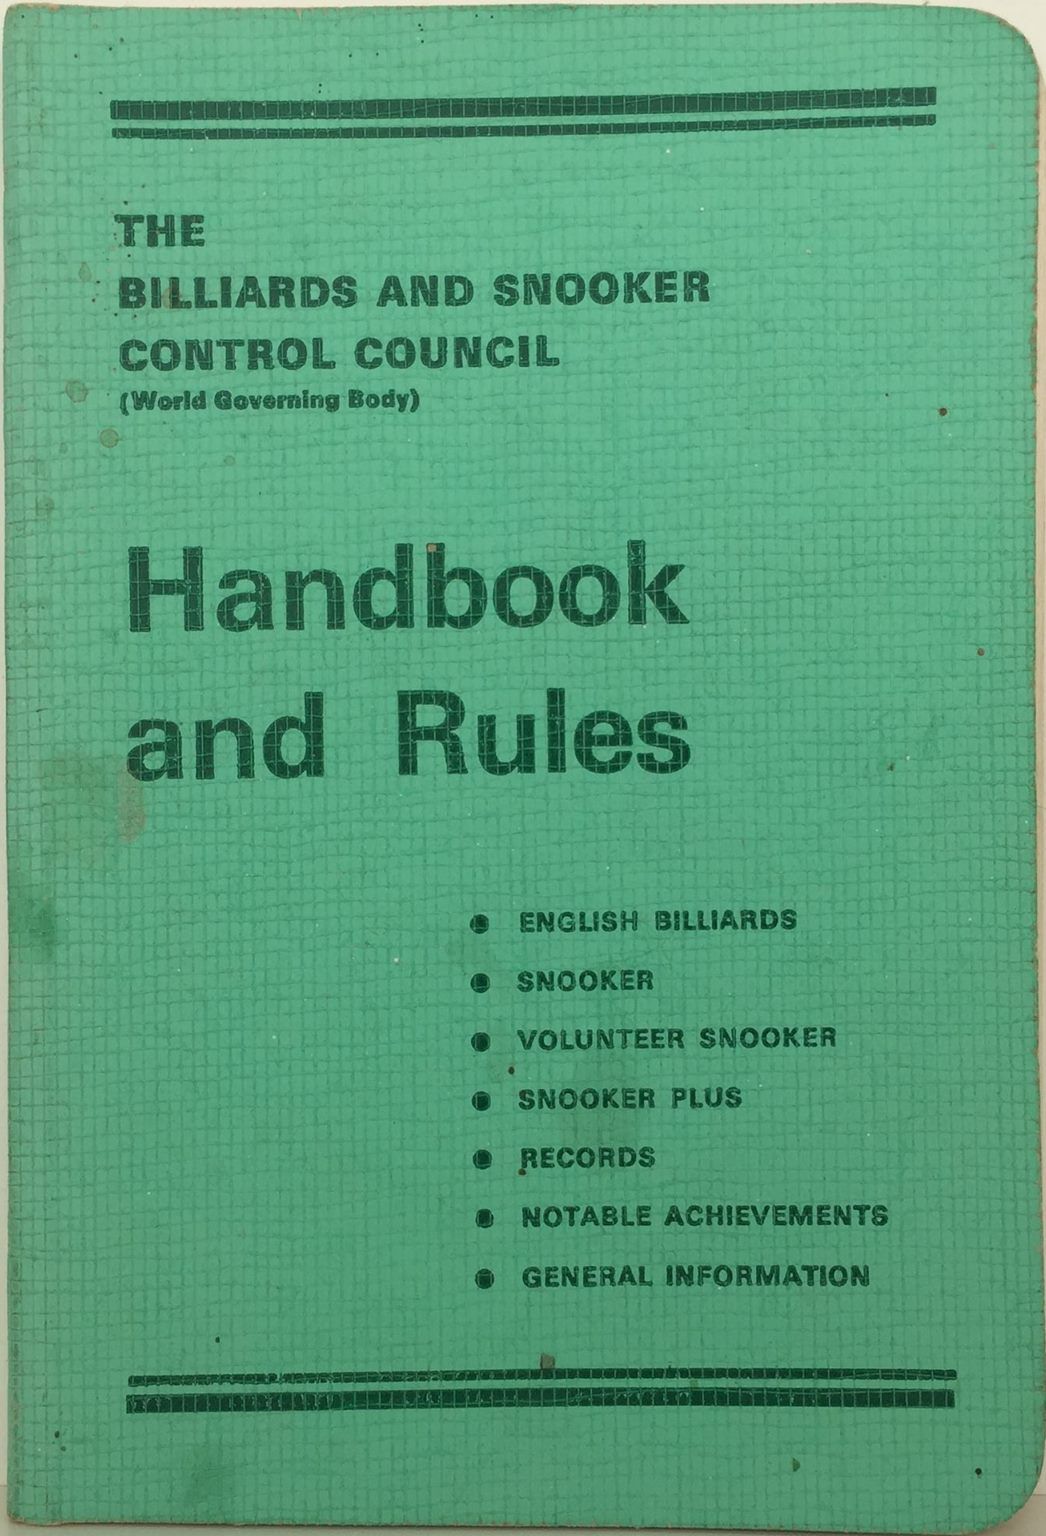 THE
BILLIARDS AND SNOOKER
CONTROL COUNCIL
(World Governing Body)
Handbook
and Rules
● ENGLISH BILLIARDS
● SNOOKER
● VOLUNTEER SNOOKER
● SNOOKER PLUS
● RECORDS
● NOTABLE ACHIEVEMENTS
● GENERAL INFORMATION